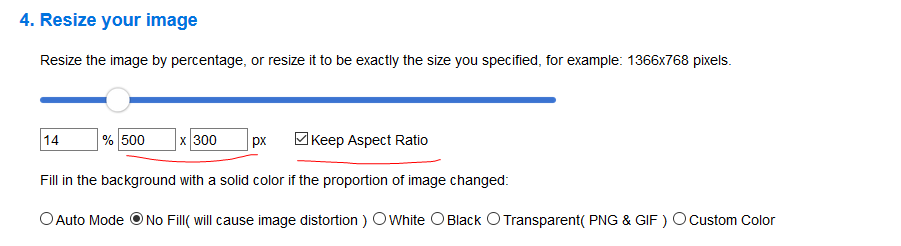 4. Resize your image
Resize the image by percentage, or resize it to be exactly the size you specified, for example: 1366x768 pixels.
14 % 500 x 300 px Keep Aspect Ratio
Fill in the background with a solid color if the proportion of image changed:
Auto Mode No Fill( will cause image distortion ) White Black Transparent( PNG & GIF ) Custom Color